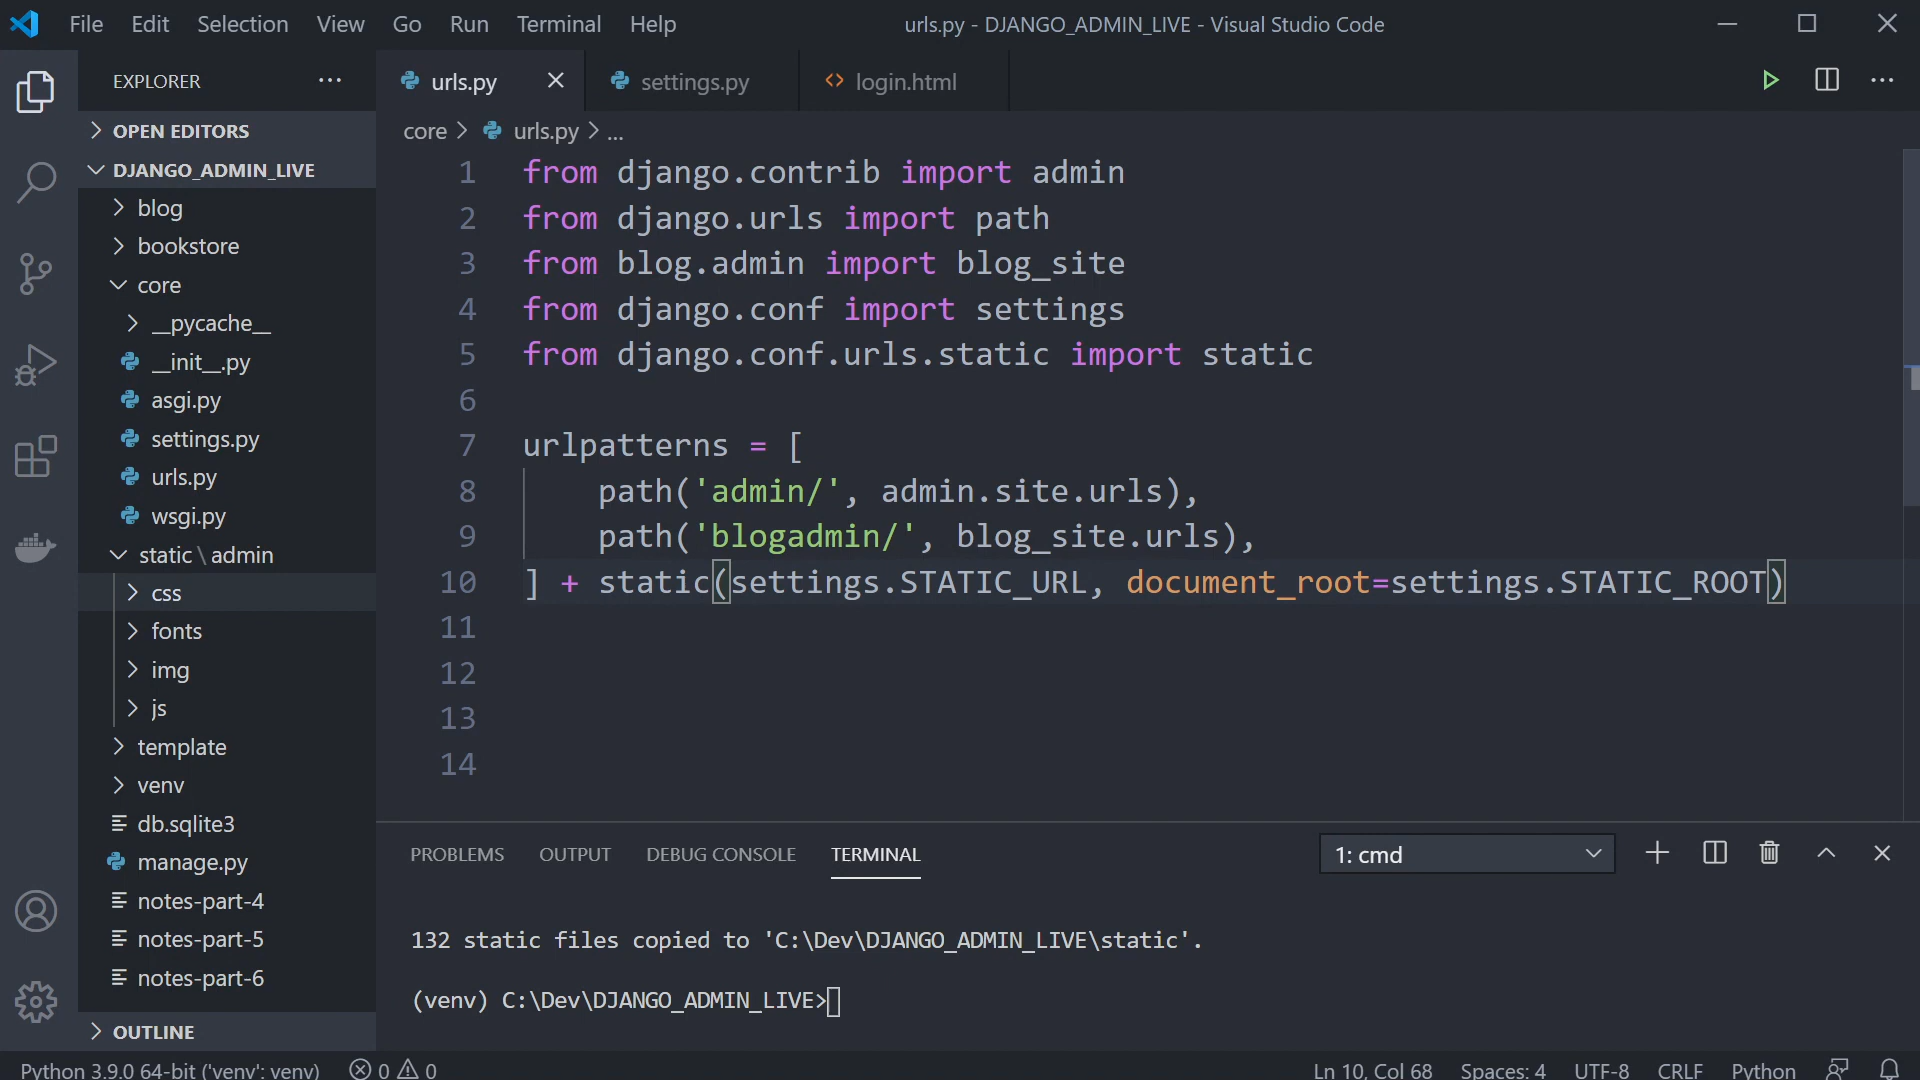 File Edit Selection View Go Run Terminal Help
urls.py - DJANGO_ADMIN_LIVE - Visual Studio Code
EXPLORER
OPEN EDITORS
DJANGO_ADMIN_LIVE
blog
bookstore
core
__pycache__
__init__.py
asgi.py
settings.py
urls.py
wsgi.py
static \ admin
css
fonts
img
js
template
venv
db.sqlite3
manage.py
notes-part-4
notes-part-5
notes-part-6
OUTLINE
urls.py settings.py login.html
core > urls.py > ...
1 from django.contrib import admin
2 from django.urls import path
3 from blog.admin import blog_site
4 from django.conf import settings
5 from django.conf.urls.static import static
6
7 urlpatterns = [
8     path('admin/', admin.site.urls),
9     path('blogadmin/', blog_site.urls),
10 ] + static(settings.STATIC_URL, document_root=settings.STATIC_ROOT)
11
12
13
14
PROBLEMS OUTPUT DEBUG CONSOLE TERMINAL
1: cmd
132 static files copied to 'C:\Dev\DJANGO_ADMIN_LIVE\static'.
(venv) C:\Dev\DJANGO_ADMIN_LIVE>
Python 3.9.0 64-bit ('venv': venv) 0 0 Ln 10, Col 68 Spaces: 4 UTF-8 CRLF Python